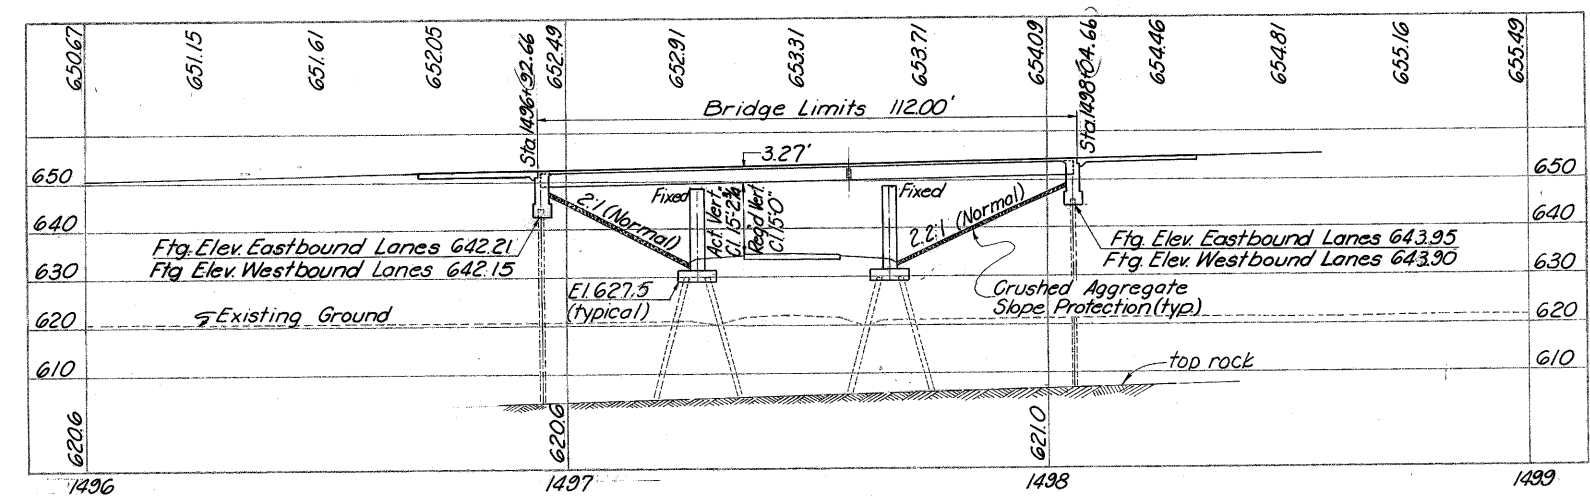 650.67
651.15
651.61
652.05
Sta. 1496+92.66
652.49
652.91
653.31
653.71
654.09
Sta. 1498+04.66
654.46
654.81
655.16
655.49
Bridge Limits 112.00'
3.27'
650
650
Fixed
Fixed
2:1 (Normal)
Act. Vert.
Cl. 15'-2¾"
Req'd Vert.
Cl. 15'-0"
2.2:1 (Normal)
640
640
Ftg. Elev. Eastbound Lanes 642.21
Ftg. Elev. Westbound Lanes 642.15
Ftg. Elev. Eastbound Lanes 643.95
Ftg. Elev. Westbound Lanes 643.90
630
630
El. 627.5
(typical)
Crushed Aggregate
Slope Protection (typ.)
620
Existing Ground
620
610
610
top rock
620.6
620.6
621.0
1496
1497
1498
1499